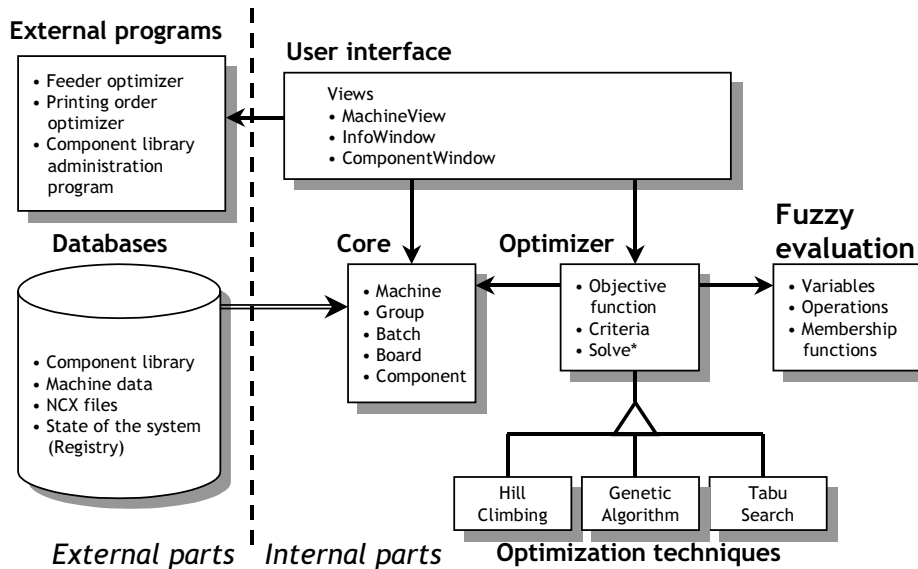 External programs
• Feeder optimizer
• Printing order
optimizer
• Component library
administration
program
User interface
Views
• MachineView
• InfoWindow
• ComponentWindow
Databases
• Component library
• Machine data
• NCX files
• State of the system
(Registry)
Core
• Machine
• Group
• Batch
• Board
• Component
Optimizer
• Objective
function
• Criteria
• Solve*
Fuzzy
evaluation
• Variables
• Operations
• Membership
functions
Hill
Climbing
Genetic
Algorithm
Tabu
Search
External parts
Internal parts
Optimization techniques